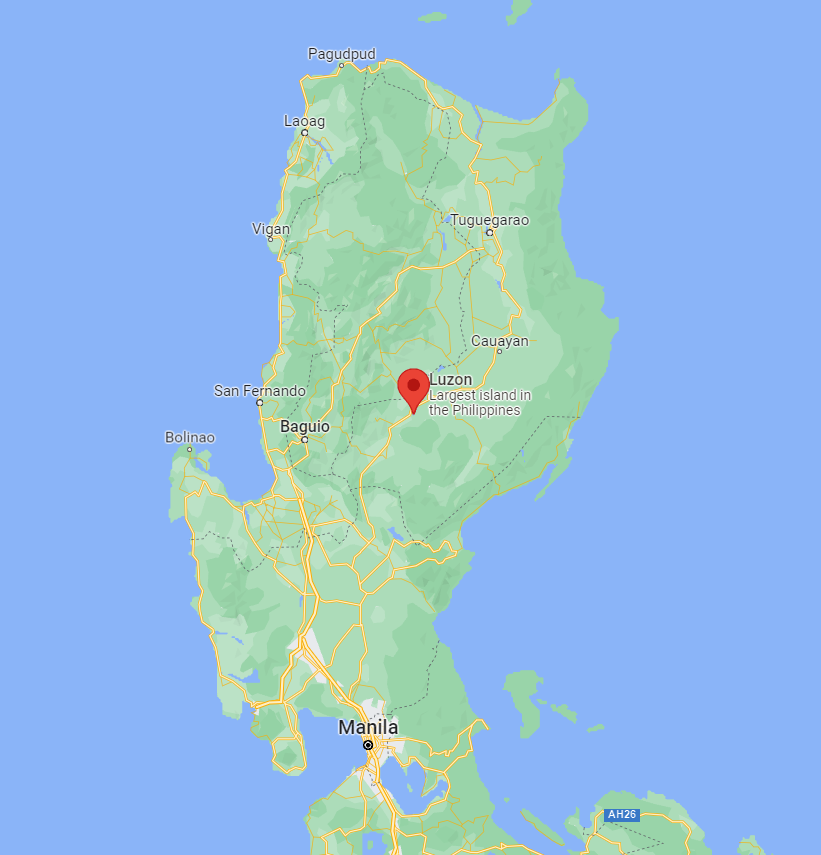 Pagudpud
Laoag
Tuguegarao
Vigan
Cauayan
Luzon
Largest island in
the Philippines
San Fernando
Baguio
Bolinao
Manila
AH26